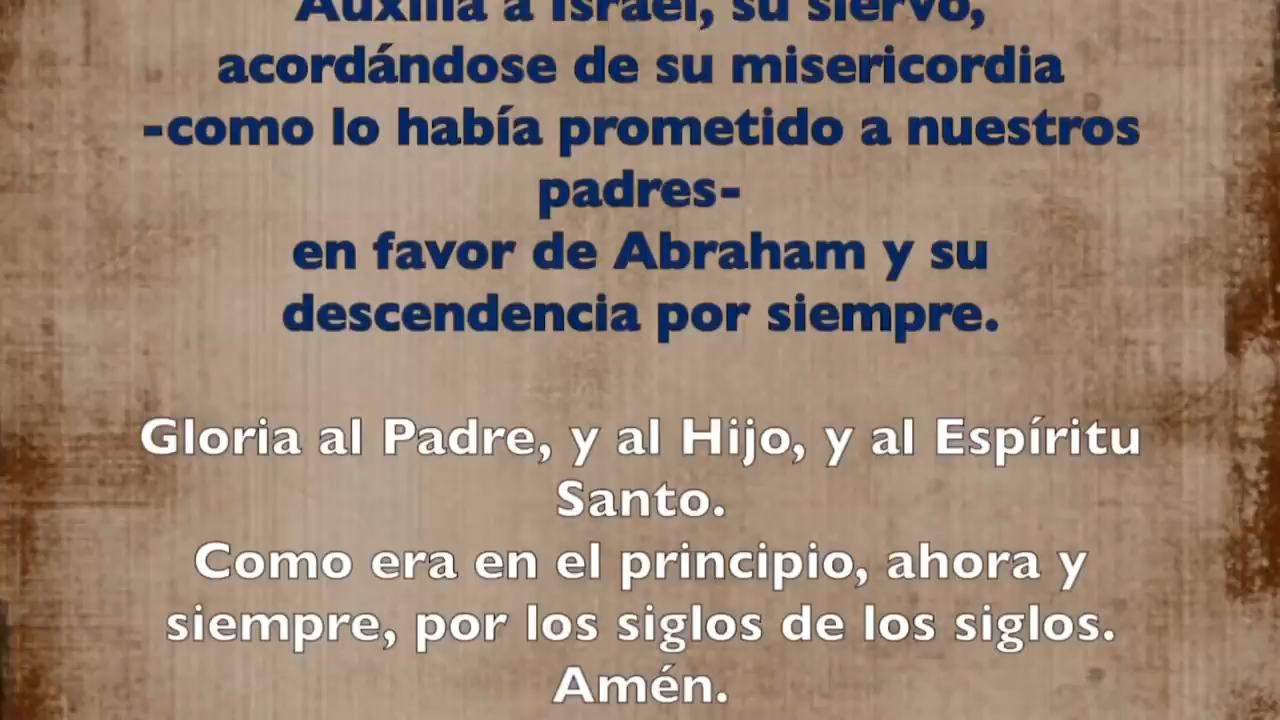 Auxilia a Israel, su siervo,
acordándose de su misericordia
-como lo había prometido a nuestros
padres-
en favor de Abraham y su
descendencia por siempre.
Gloria al Padre, y al Hijo, y al Espíritu
Santo.
Como era en el principio, ahora y
siempre, por los siglos de los siglos.
Amén.